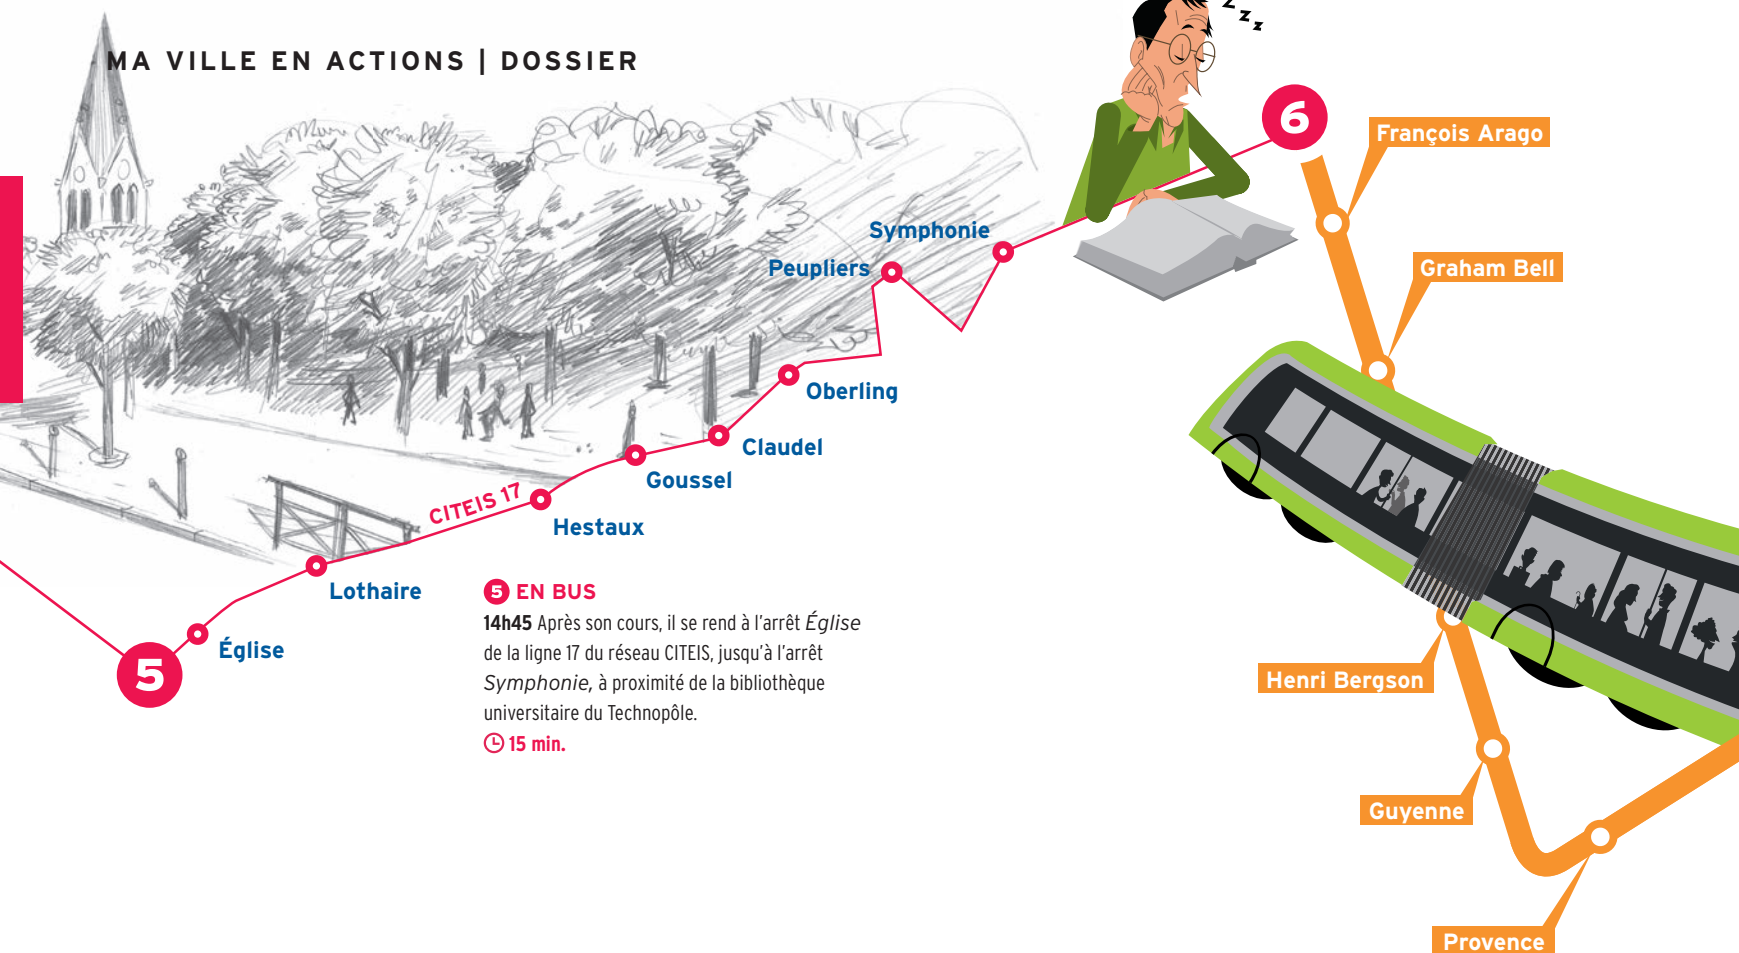 MA VILLE EN ACTIONS | DOSSIER
z z z
6
François Arago
Graham Bell
Symphonie
Peupliers
Oberling
Claudel
Goussel
CITEIS 17
Hestaux
Lothaire
Église
5
5 EN BUS
14h45 Après son cours, il se rend à l'arrêt Église
de la ligne 17 du réseau CITEIS, jusqu'à l'arrêt
Symphonie, à proximité de la bibliothèque
universitaire du Technopôle.
15 min.
Henri Bergson
Guyenne
Provence